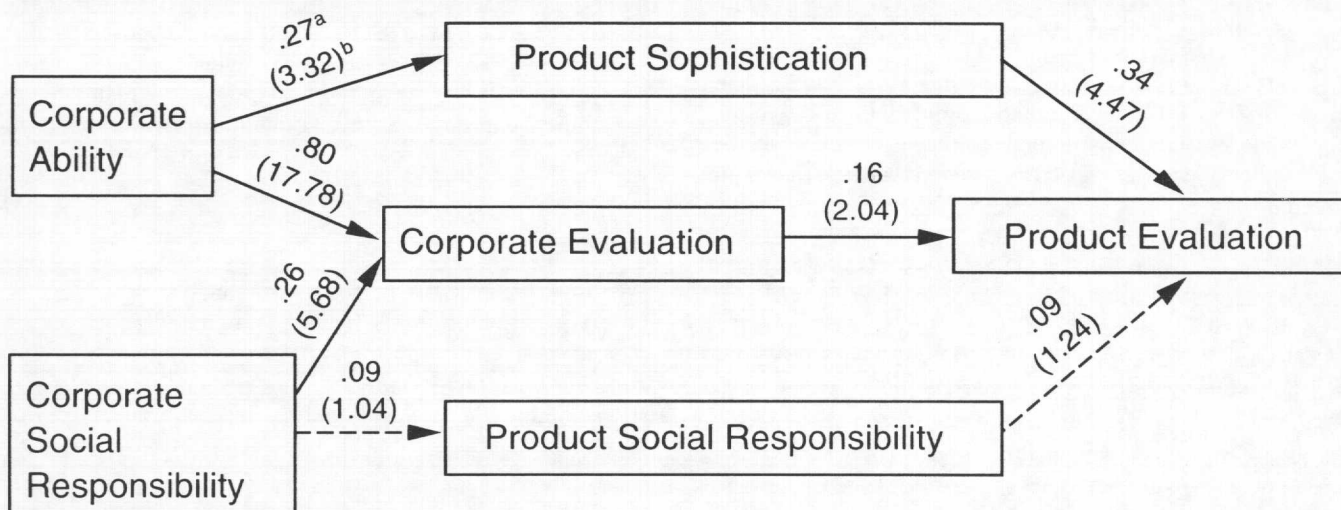 .27ᵃ
(3.32)ᵇ
Product Sophistication
.34
(4.47)
Corporate
Ability
.80
(17.78)
.16
(2.04)
Corporate Evaluation
Product Evaluation
.26
(5.68)
.09
(1.24)
Corporate
Social
Responsibility
.09
(1.04)
Product Social Responsibility